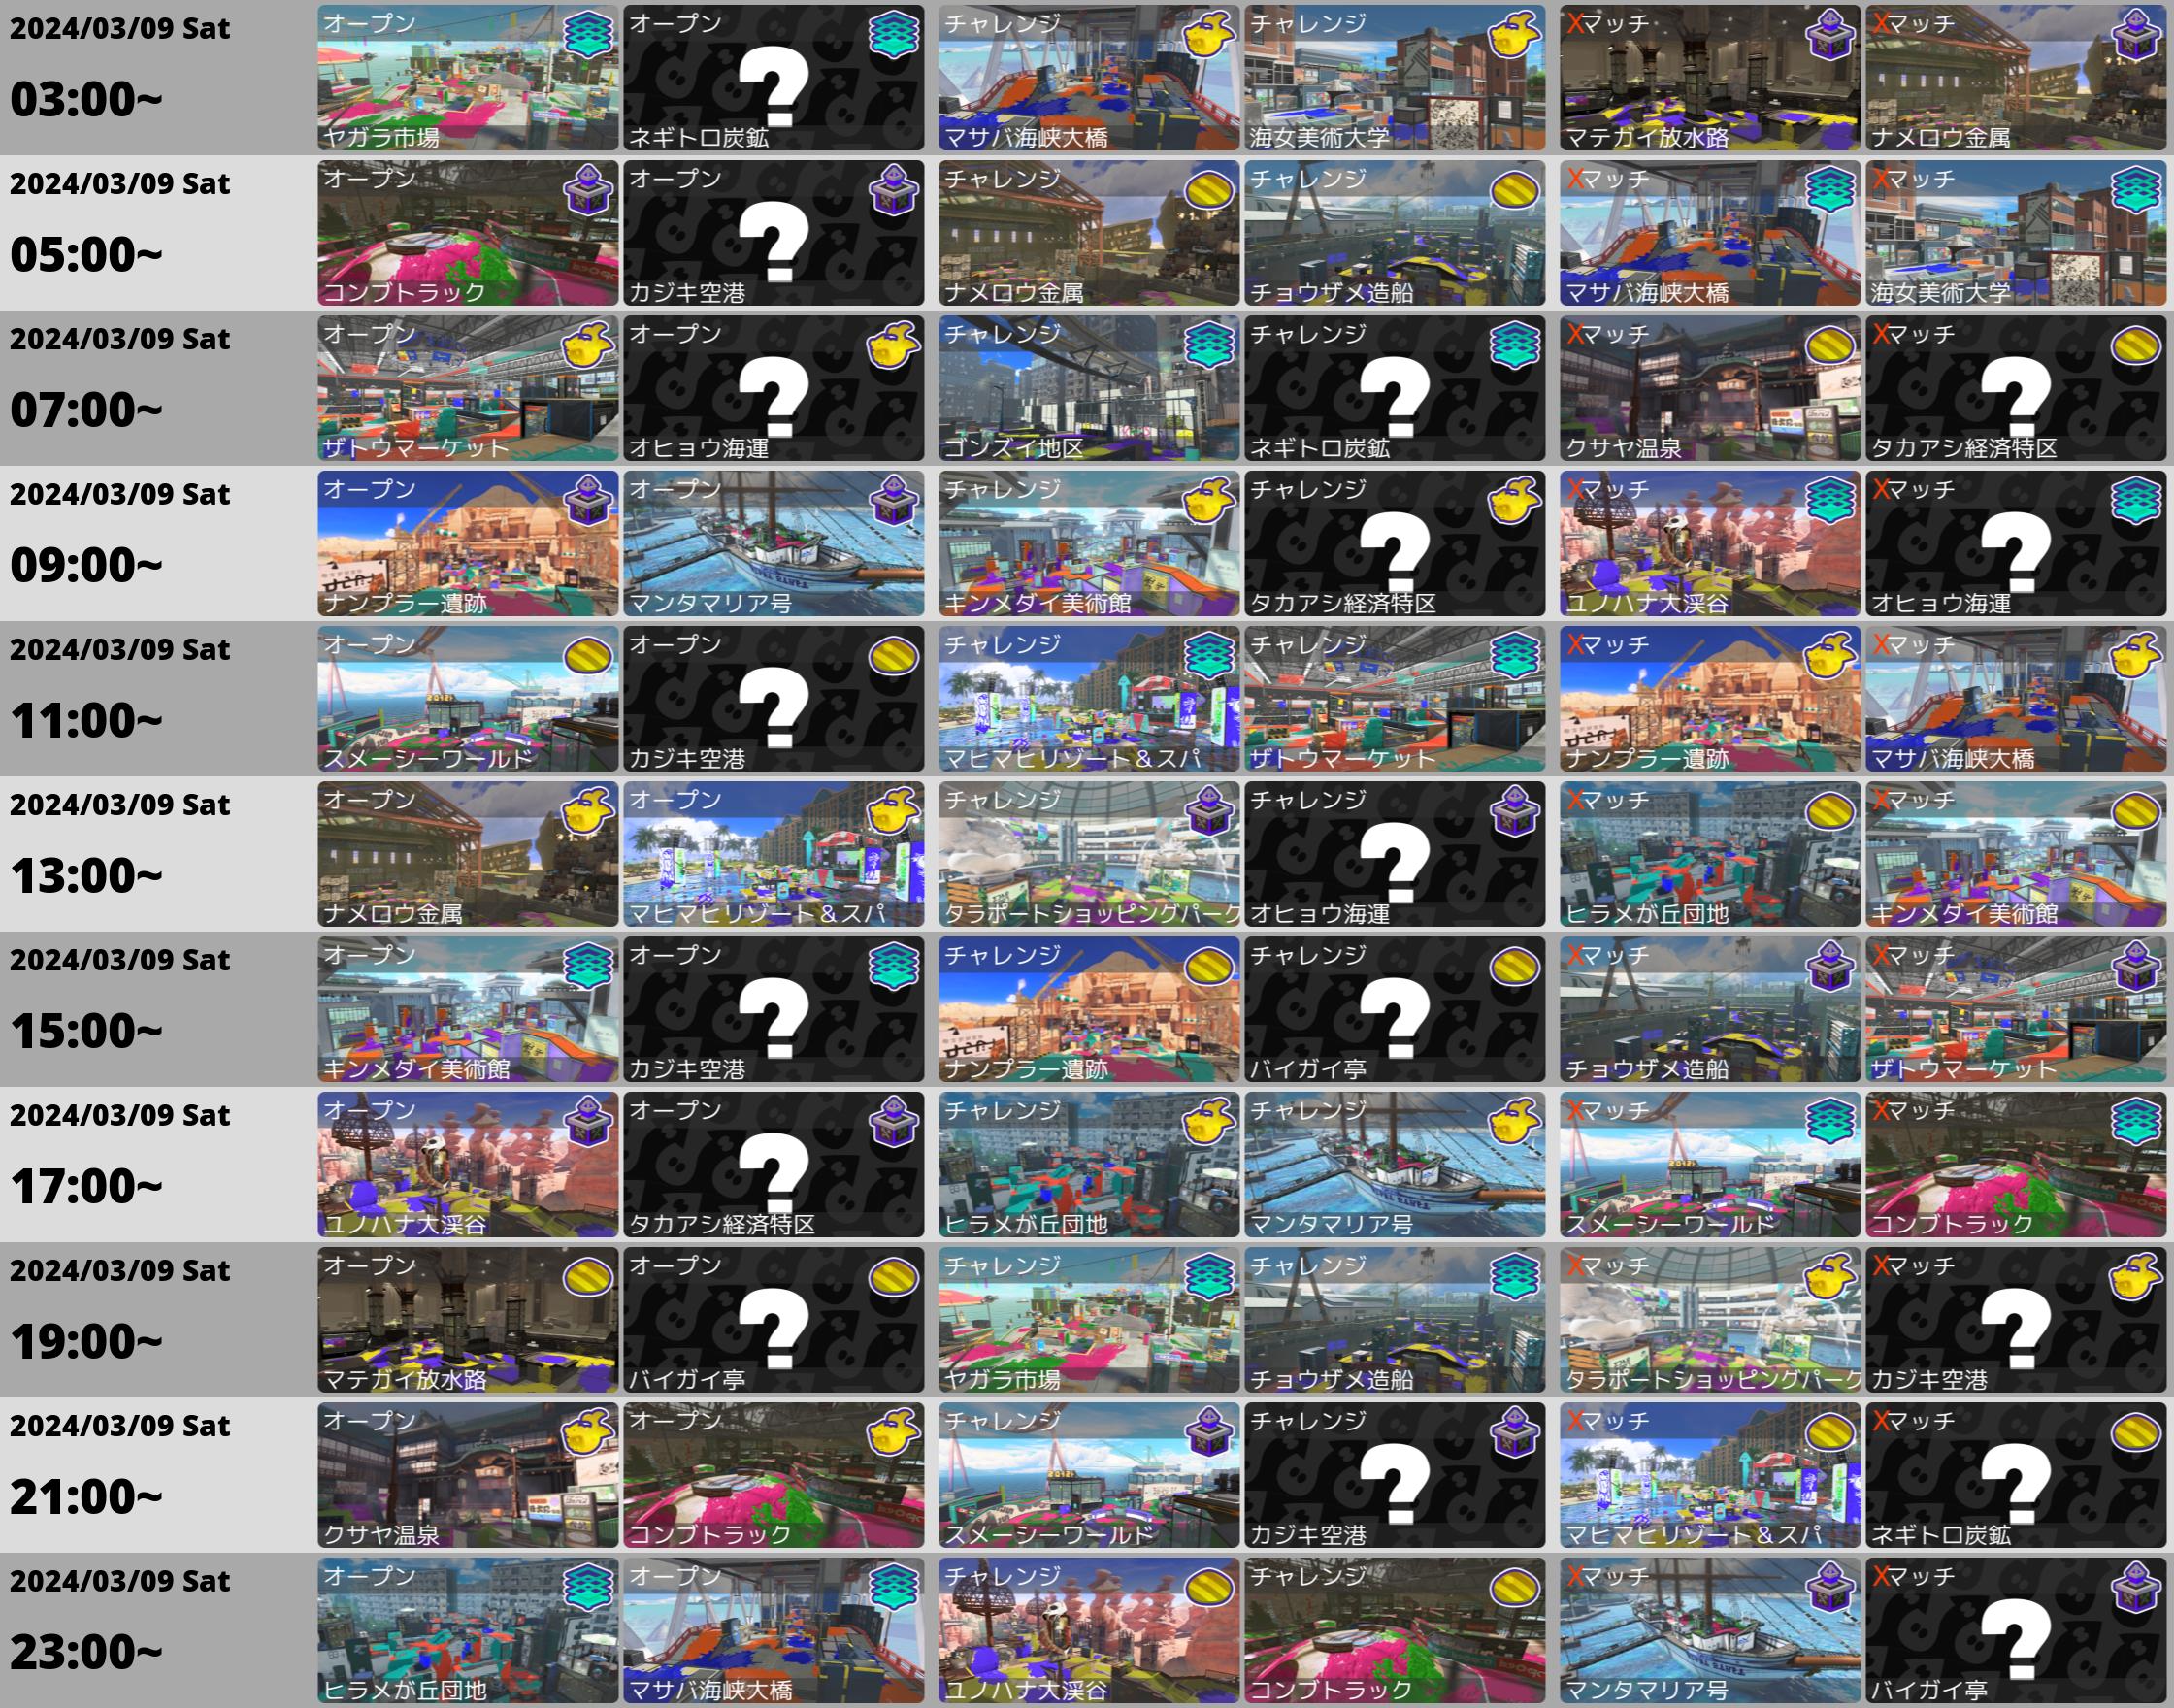 2024/03/09 Sat
03:00~
オープン
ヤガラ市場
オープン
?
ネギトロ炭鉱
チャレンジ
マサバ海峡大橋
チャレンジ
海女美術大学
Xマッチ
マテガイ放水路
Xマッチ
ナメロウ金属
2024/03/09 Sat
05:00~
オープン
コンブトラック
オープン
?
カジキ空港
チャレンジ
ナメロウ金属
チャレンジ
チョウザメ造船
Xマッチ
マサバ海峡大橋
Xマッチ
海女美術大学
2024/03/09 Sat
07:00~
オープン
ザトウマーケット
オープン
?
オヒョウ海運
チャレンジ
ゴンズイ地区
チャレンジ
?
ネギトロ炭鉱
Xマッチ
クサヤ温泉
Xマッチ
?
タカアシ経済特区
2024/03/09 Sat
09:00~
オープン
ナンプラー遺跡
オープン
マンタマリア号
チャレンジ
キンメダイ美術館
チャレンジ
?
タカアシ経済特区
Xマッチ
ユノハナ大渓谷
Xマッチ
?
オヒョウ海運
2024/03/09 Sat
11:00~
オープン
スメーシーワールド
オープン
?
カジキ空港
チャレンジ
マヒマヒリゾート＆スパ
チャレンジ
ザトウマーケット
Xマッチ
ナンプラー遺跡
Xマッチ
マサバ海峡大橋
2024/03/09 Sat
13:00~
オープン
ナメロウ金属
オープン
マヒマヒリゾート＆スパ
チャレンジ
タラポートショッピングパーク
チャレンジ
?
オヒョウ海運
Xマッチ
ヒラメが丘団地
Xマッチ
キンメダイ美術館
2024/03/09 Sat
15:00~
オープン
キンメダイ美術館
オープン
?
カジキ空港
チャレンジ
ナンプラー遺跡
チャレンジ
?
バイガイ亭
Xマッチ
チョウザメ造船
Xマッチ
ザトウマーケット
2024/03/09 Sat
17:00~
オープン
ユノハナ大渓谷
オープン
?
タカアシ経済特区
チャレンジ
ヒラメが丘団地
チャレンジ
マンタマリア号
Xマッチ
スメーシーワールド
Xマッチ
コンブトラック
2024/03/09 Sat
19:00~
オープン
マテガイ放水路
オープン
?
バイガイ亭
チャレンジ
ヤガラ市場
チャレンジ
チョウザメ造船
Xマッチ
タラポートショッピングパーク
Xマッチ
?
カジキ空港
2024/03/09 Sat
21:00~
オープン
クサヤ温泉
オープン
コンブトラック
チャレンジ
スメーシーワールド
チャレンジ
?
カジキ空港
Xマッチ
マヒマヒリゾート＆スパ
Xマッチ
?
ネギトロ炭鉱
2024/03/09 Sat
23:00~
オープン
ヒラメが丘団地
オープン
マサバ海峡大橋
チャレンジ
ユノハナ大渓谷
チャレンジ
コンブトラック
Xマッチ
マンタマリア号
Xマッチ
?
バイガイ亭